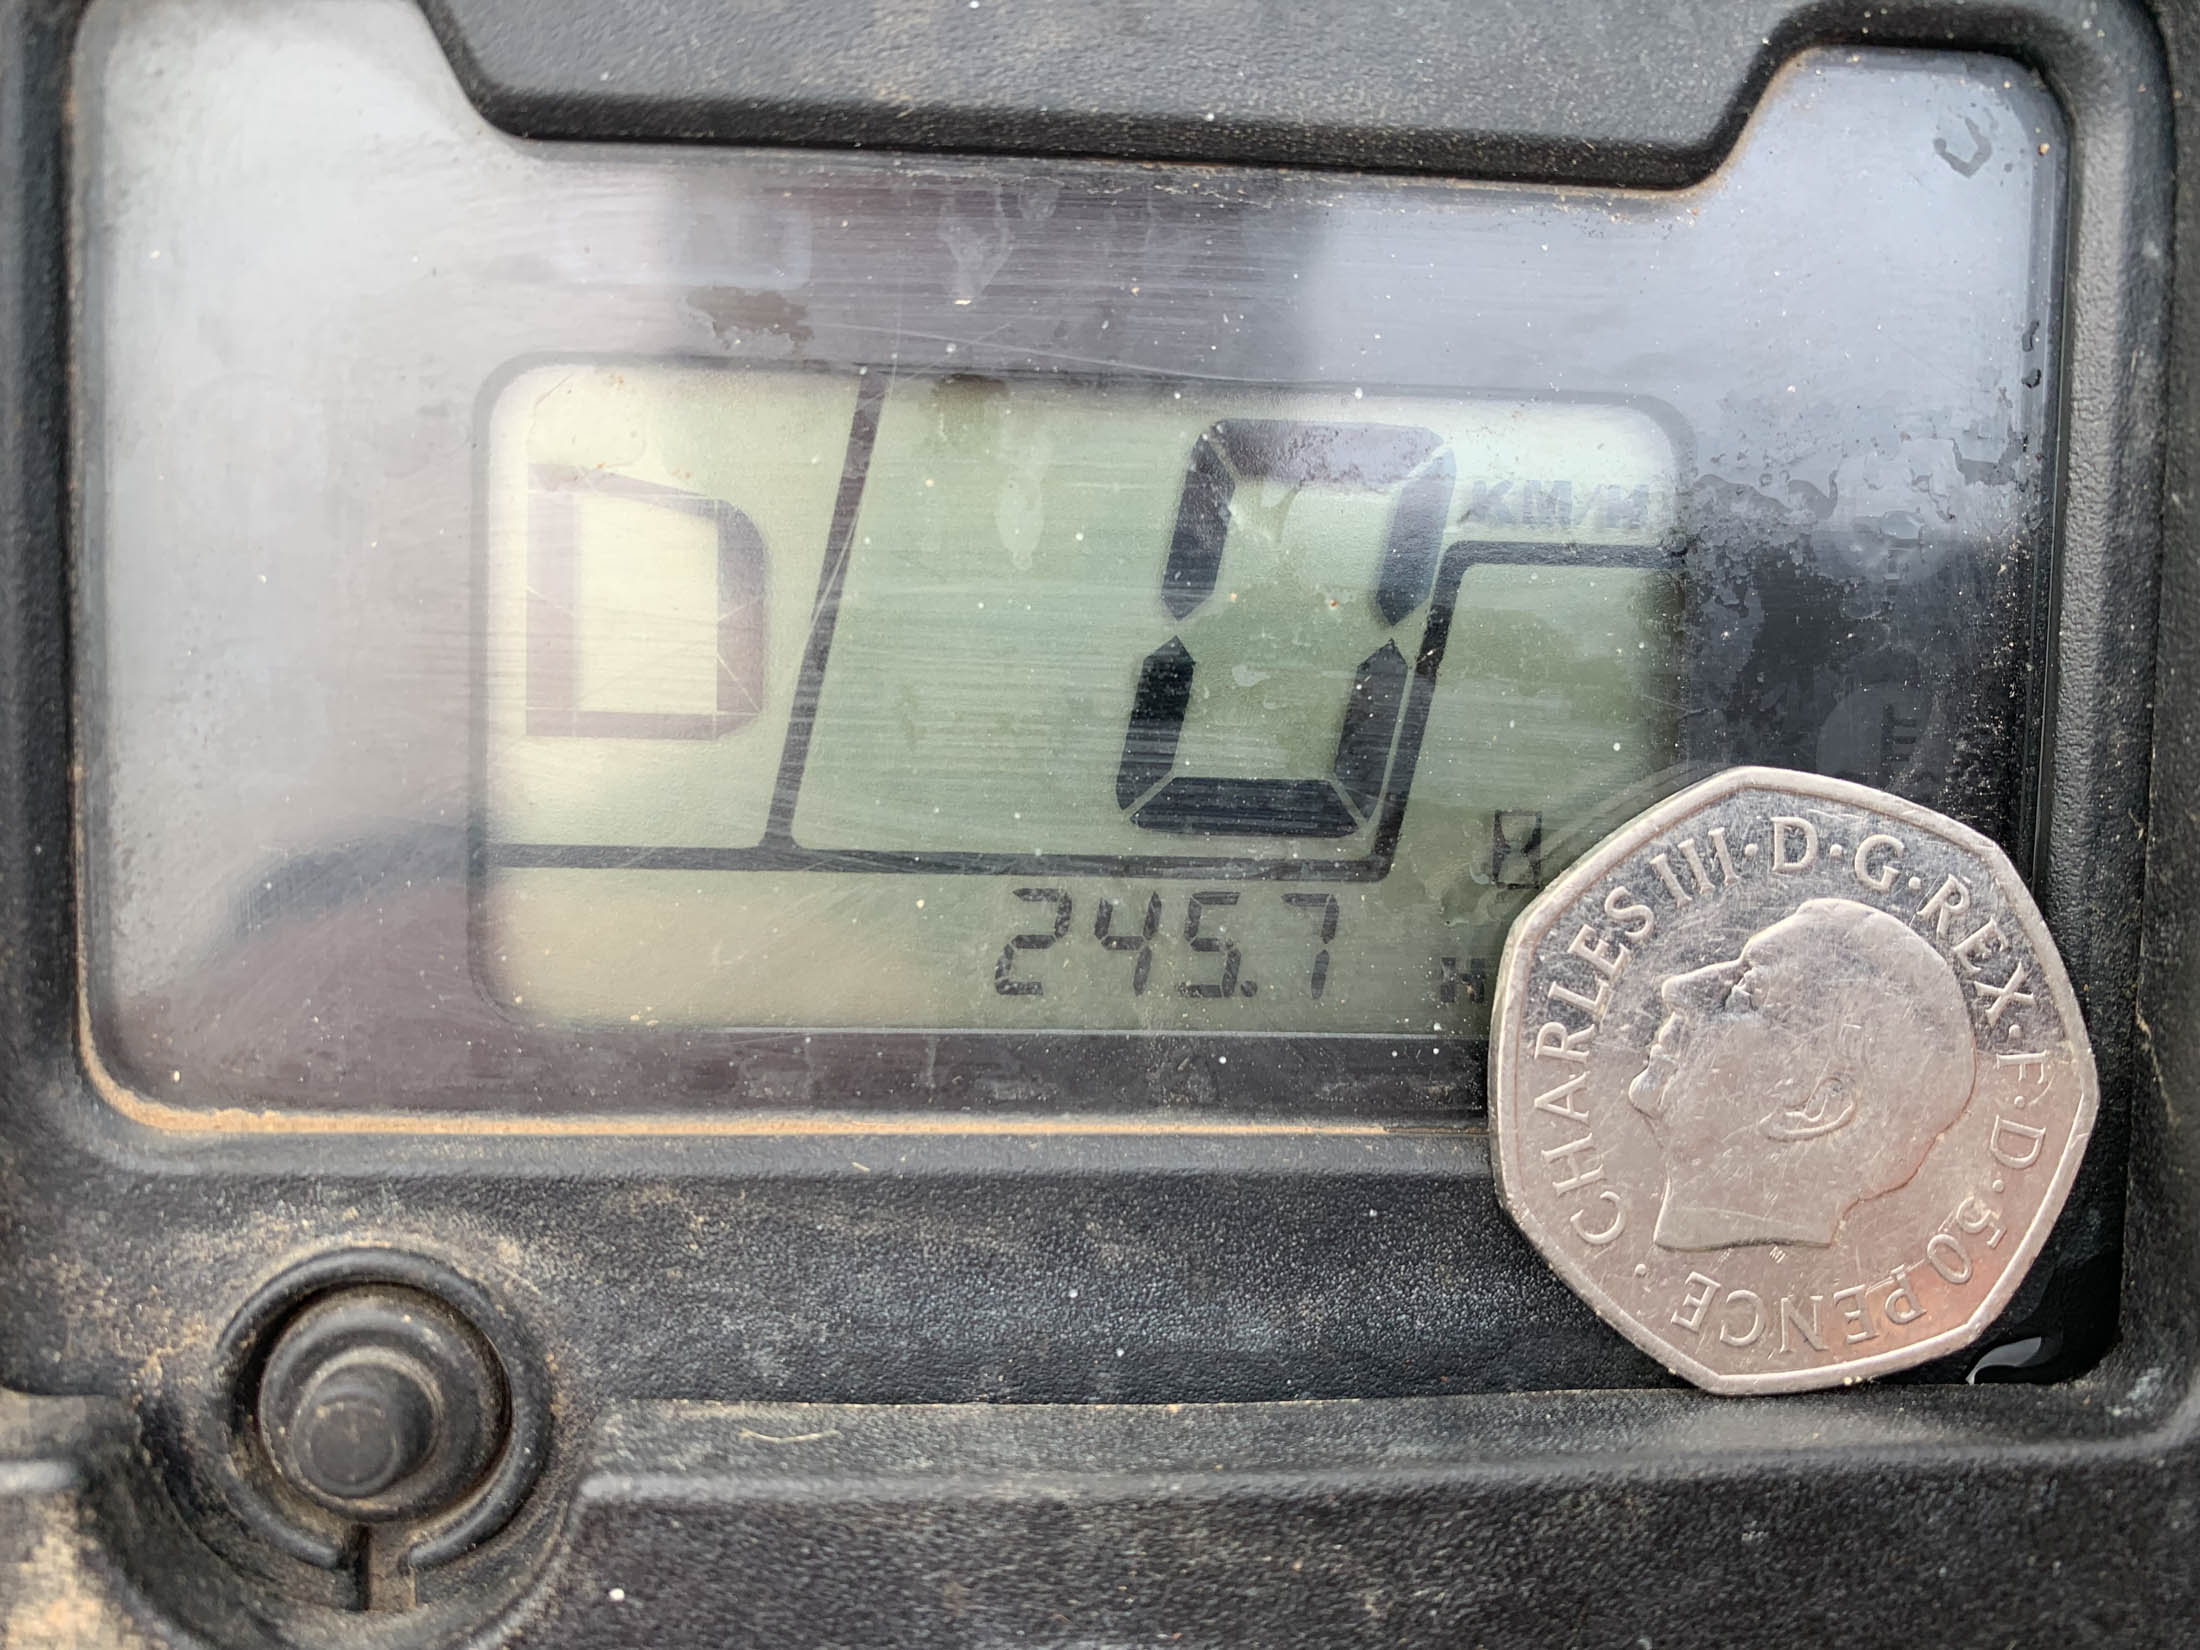 D 0 KM/H
245.7 H
CHARLES III · D · G · REX · F · D · 50 PENCE ·